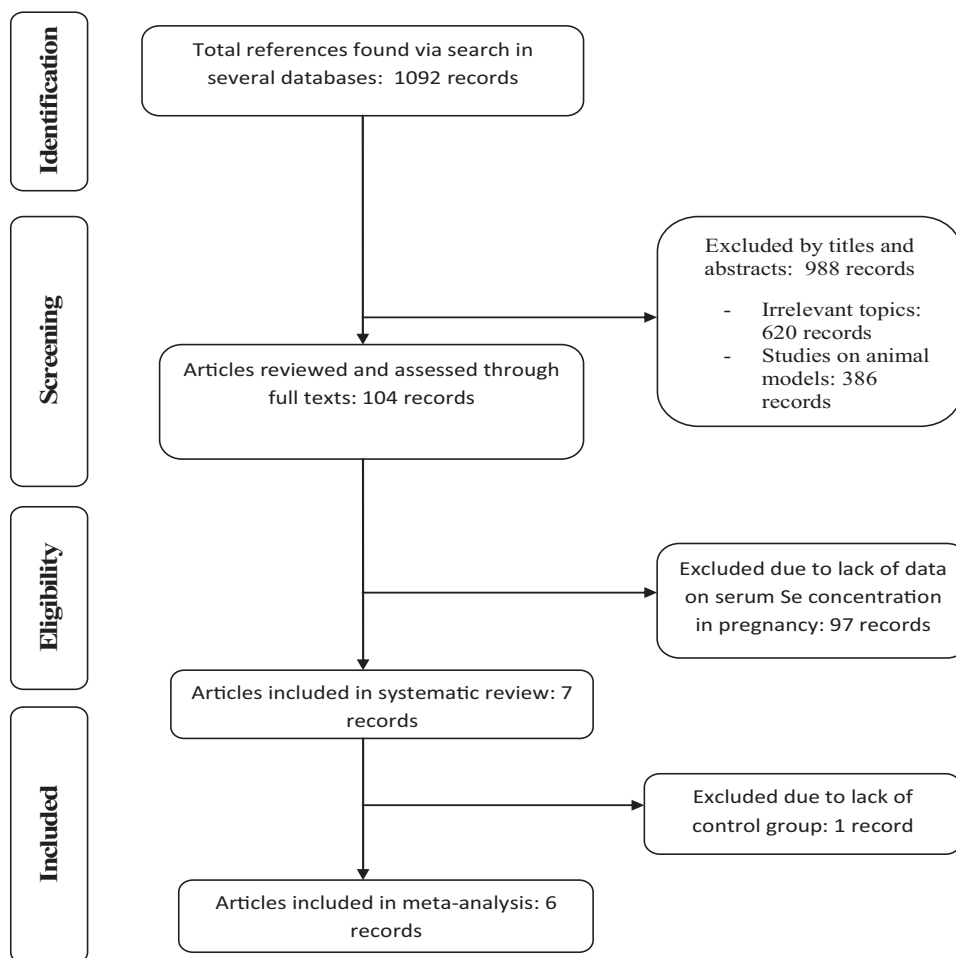 Identification
Total references found via search in
several databases: 1092 records
Screening
Excluded by titles and
abstracts: 988 records
- Irrelevant topics:
620 records
- Studies on animal
models: 386
records
Articles reviewed and assessed through
full texts: 104 records
Eligibility
Excluded due to lack of data
on serum Se concentration
in pregnancy: 97 records
Articles included in systematic review: 7
records
Included
Excluded due to lack of
control group: 1 record
Articles included in meta-analysis: 6
records